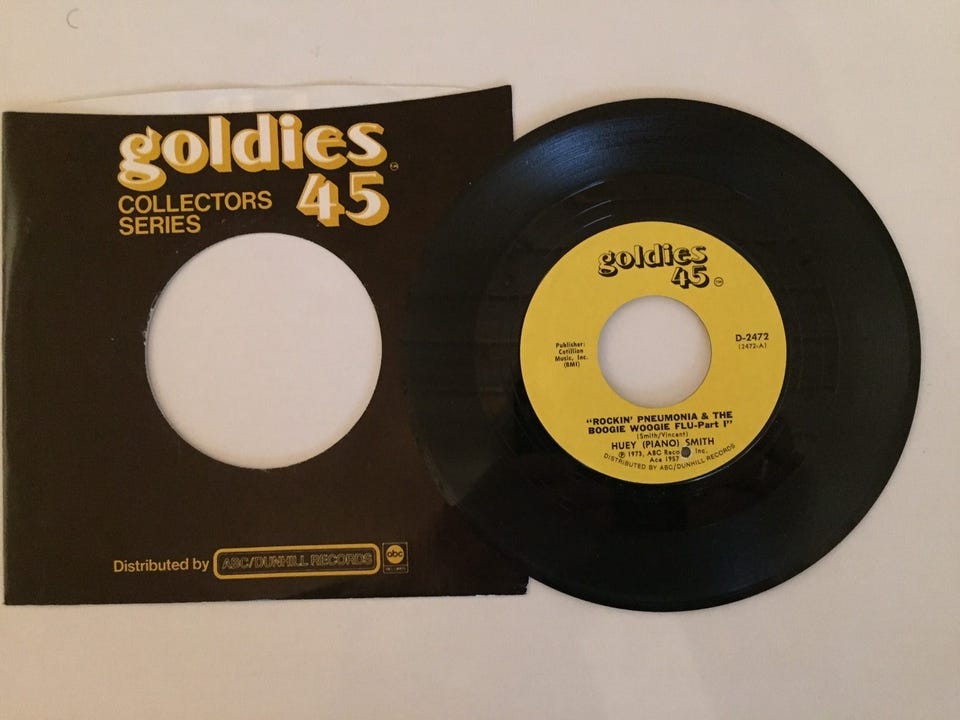 goldies
45
COLLECTORS
SERIES
Distributed by ABC/DUNHILL RECORDS abc
goldies
45
D-2472
(2472-A)
Publisher:
Cotillion
Music, Inc.
(BMI)
"ROCKIN' PNEUMONIA & THE
BOOGIE WOOGIE FLU-Part I"
(Smith/Vincent)
HUEY (PIANO) SMITH
℗ 1973, ABC Inc.
Ace 1957
DISTRIBUTED BY ABC/DUNHILL RECORDS